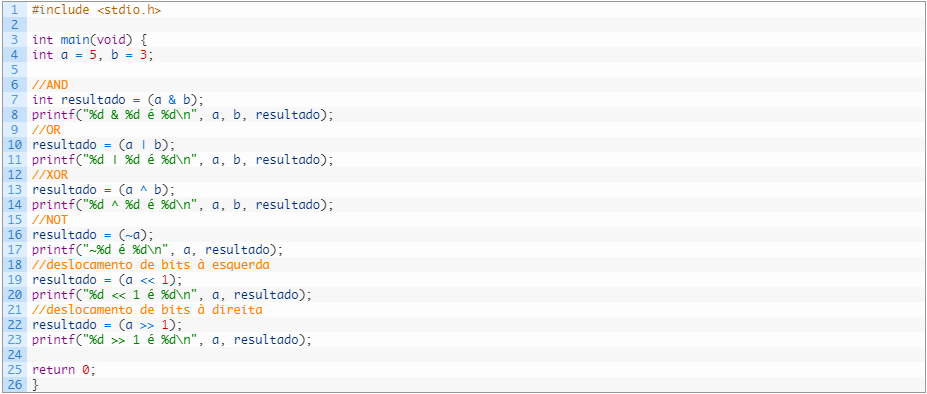 1 #include <stdio.h>
2
3 int main(void) {
4 int a = 5, b = 3;
5
6 //AND
7 int resultado = (a & b);
8 printf("%d & %d é %d\n", a, b, resultado);
9 //OR
10 resultado = (a | b);
11 printf("%d | %d é %d\n", a, b, resultado);
12 //XOR
13 resultado = (a ^ b);
14 printf("%d ^ %d é %d\n", a, b, resultado);
15 //NOT
16 resultado = (~a);
17 printf("~%d é %d\n", a, resultado);
18 //deslocamento de bits à esquerda
19 resultado = (a << 1);
20 printf("%d << 1 é %d\n", a, resultado);
21 //deslocamento de bits à direita
22 resultado = (a >> 1);
23 printf("%d >> 1 é %d\n", a, resultado);
24
25 return 0;
26 }